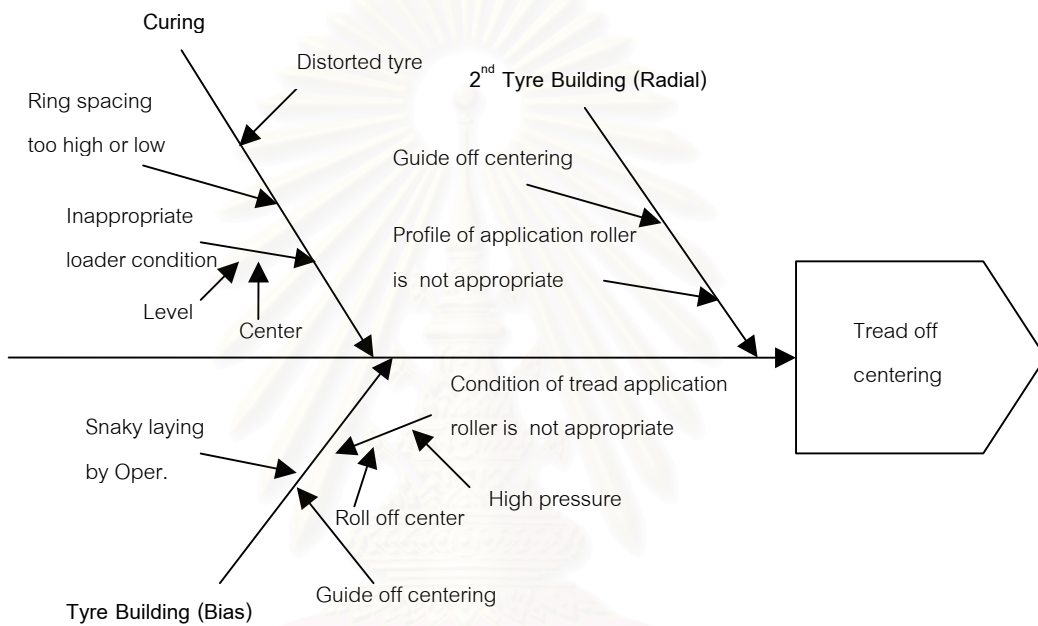 Curing
Distorted tyre
2nd Tyre Building (Radial)
Ring spacing
too high or low
Guide off centering
Inappropriate
loader condition
Profile of application roller
is not appropriate
Level
Center
Tread off
centering
Condition of tread application
roller is not appropriate
Snaky laying
by Oper.
High pressure
Roll off center
Guide off centering
Tyre Building (Bias)